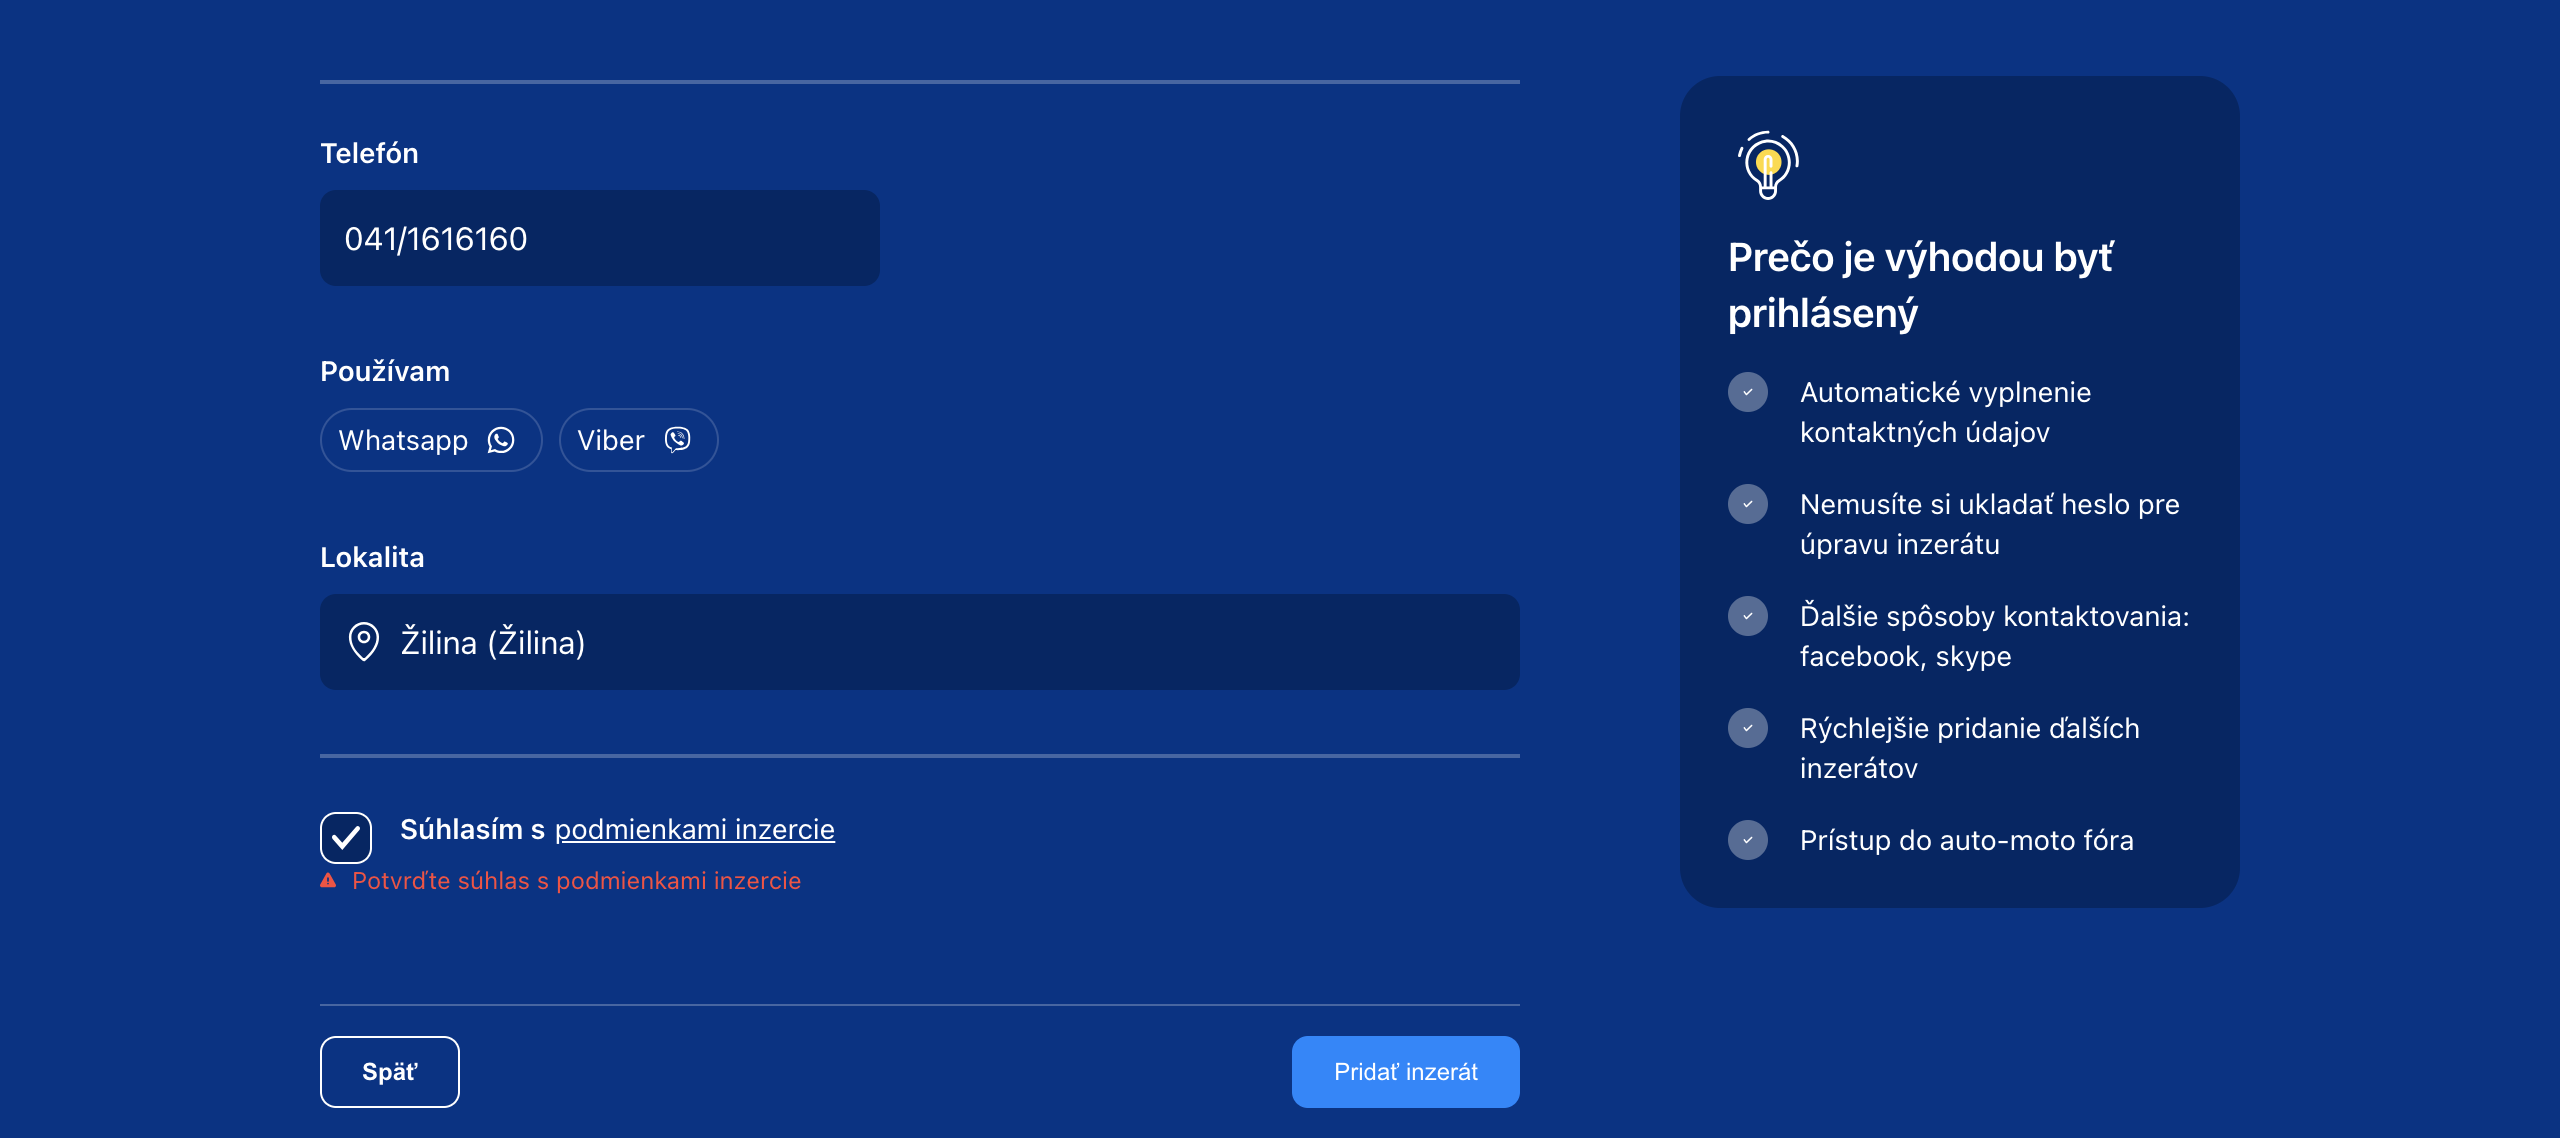 Telefón
041/1616160
Používam
Whatsapp
Viber
Lokalita
Žilina (Žilina)
Súhlasím s podmienkami inzercie
Potvrďte súhlas s podmienkami inzercie
Späť
Pridať inzerát
Prečo je výhodou byť
prihlásený
Automatické vyplnenie
kontaktných údajov
Nemusíte si ukladať heslo pre
úpravu inzerátu
Ďalšie spôsoby kontaktovania:
facebook, skype
Rýchlejšie pridanie ďalších
inzerátov
Prístup do auto-moto fóra